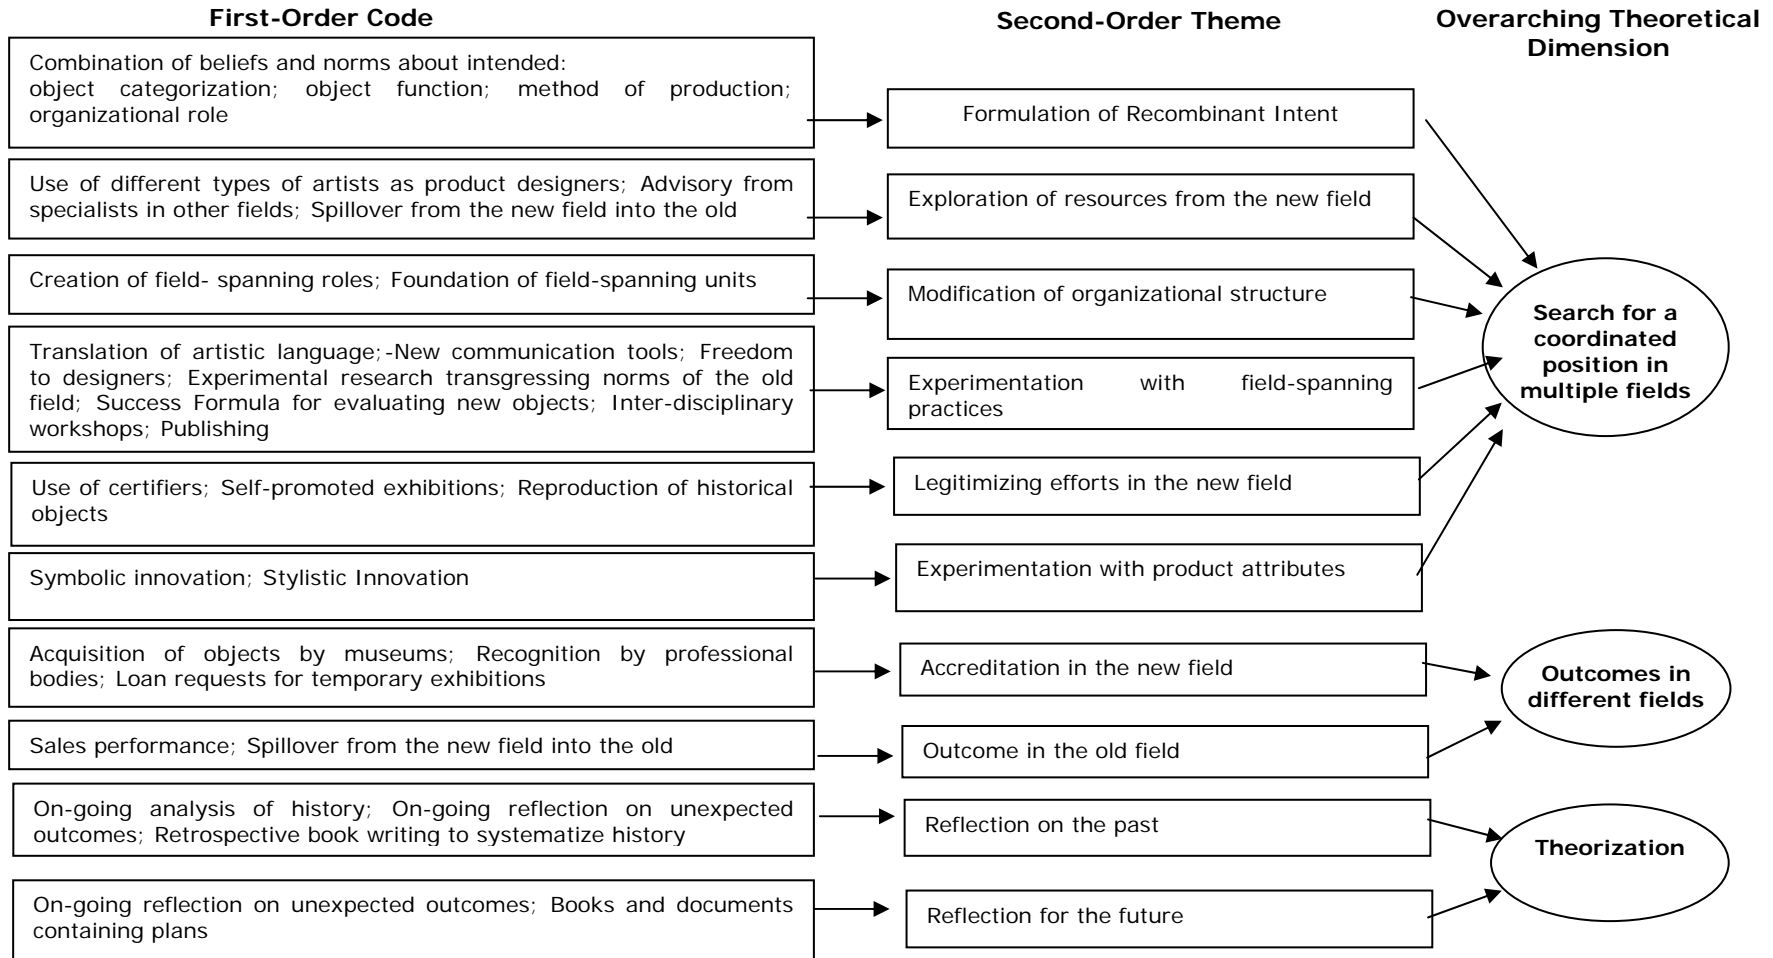 First-Order Code
Second-Order Theme
Overarching Theoretical
Dimension
Combination of beliefs and norms about intended:
object categorization; object function; method of production;
organizational role
Formulation of Recombinant Intent
Use of different types of artists as product designers; Advisory from
specialists in other fields; Spillover from the new field into the old
Exploration of resources from the new field
Creation of field- spanning roles; Foundation of field-spanning units
Modification of organizational structure
Translation of artistic language;-New communication tools; Freedom
to designers; Experimental research transgressing norms of the old
field; Success Formula for evaluating new objects; Inter-disciplinary
workshops; Publishing
Experimentation with field-spanning
practices
Use of certifiers; Self-promoted exhibitions; Reproduction of historical
objects
Legitimizing efforts in the new field
Symbolic innovation; Stylistic Innovation
Experimentation with product attributes
Search for a
coordinated
position in
multiple fields
Acquisition of objects by museums; Recognition by professional
bodies; Loan requests for temporary exhibitions
Accreditation in the new field
Sales performance; Spillover from the new field into the old
Outcome in the old field
Outcomes in
different fields
On-going analysis of history; On-going reflection on unexpected
outcomes; Retrospective book writing to systematize history
Reflection on the past
On-going reflection on unexpected outcomes; Books and documents
containing plans
Reflection for the future
Theorization